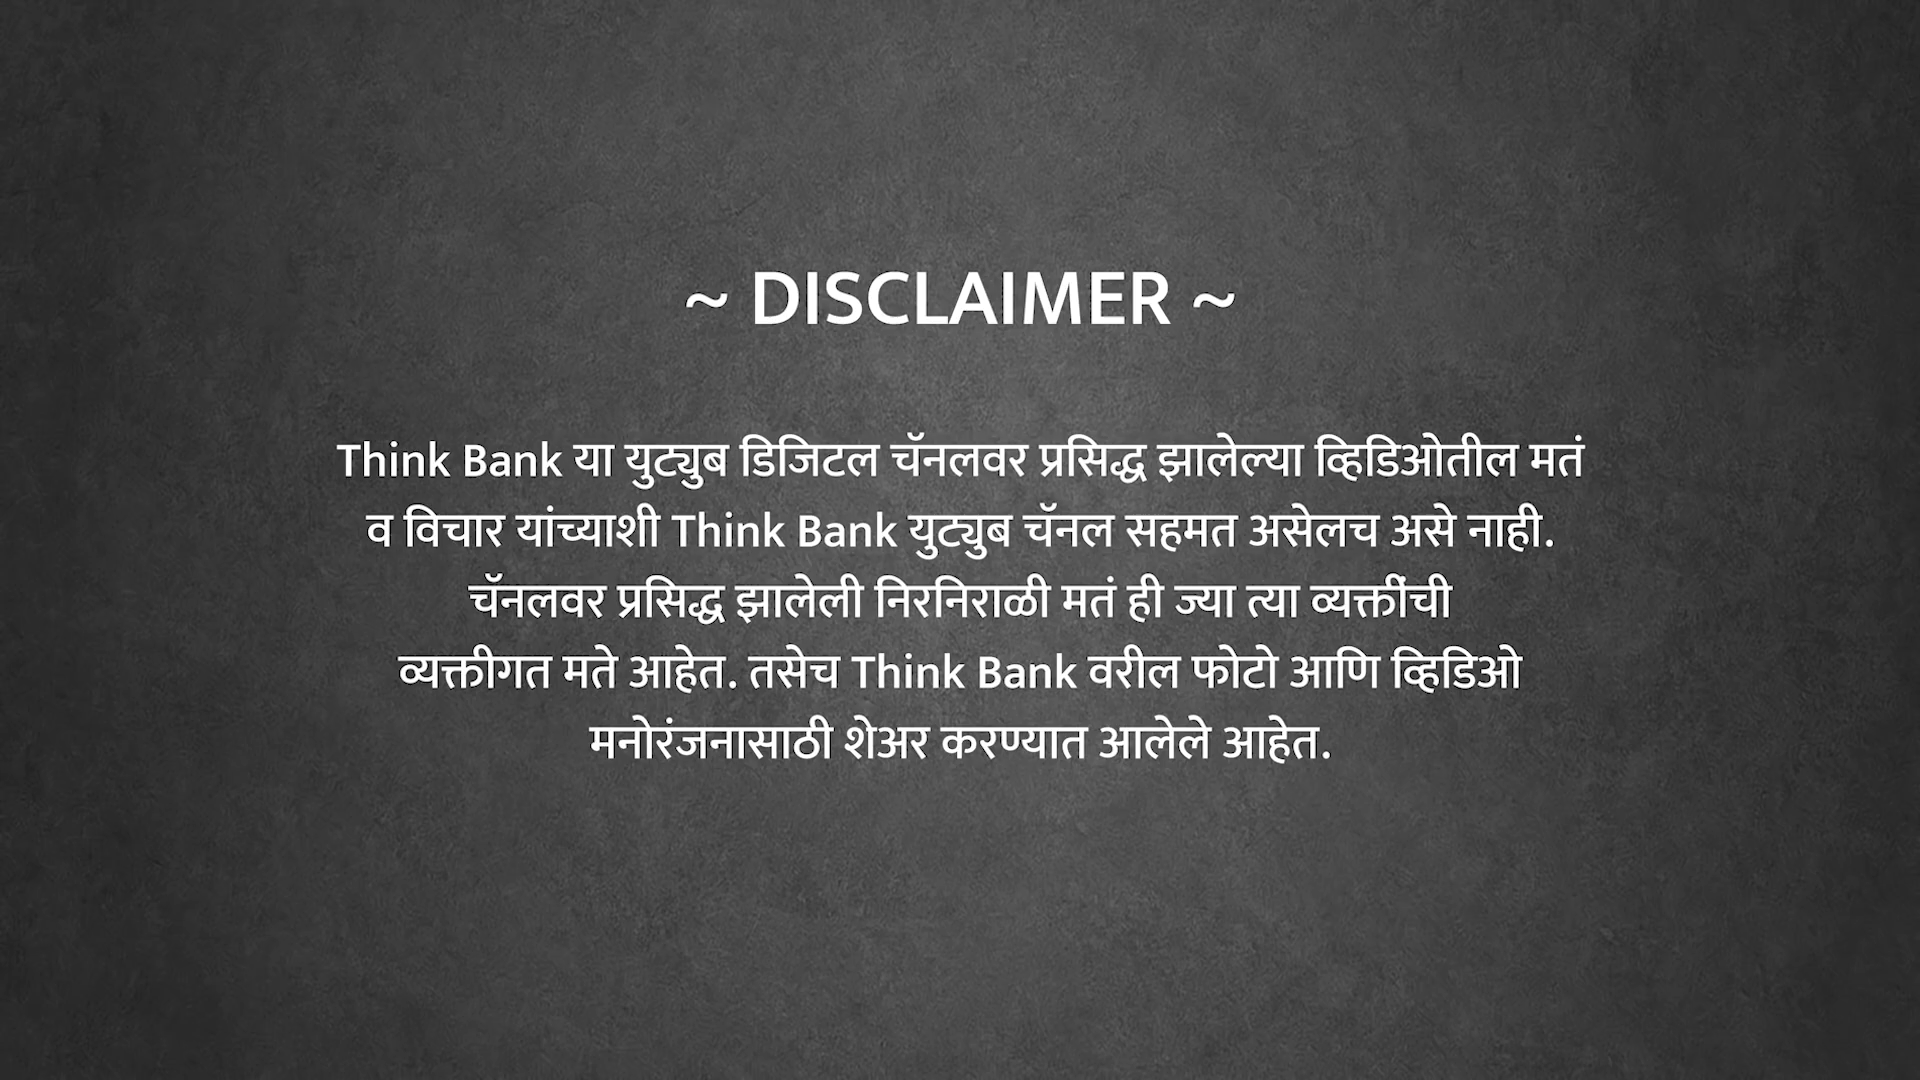 ~ DISCLAIMER ~
Think Bank या युट्युब डिजिटल चॅनलवर प्रसिद्ध झालेल्या व्हिडिओतील मतं
व विचार यांच्याशी Think Bank युट्युब चॅनल सहमत असेलच असे नाही.
चॅनलवर प्रसिद्ध झालेली निरनिराळी मतं ही ज्या त्या व्यक्तींची
व्यक्तीगत मते आहेत. तसेच Think Bank वरील फोटो आणि व्हिडिओ
मनोरंजनासाठी शेअर करण्यात आलेले आहेत.